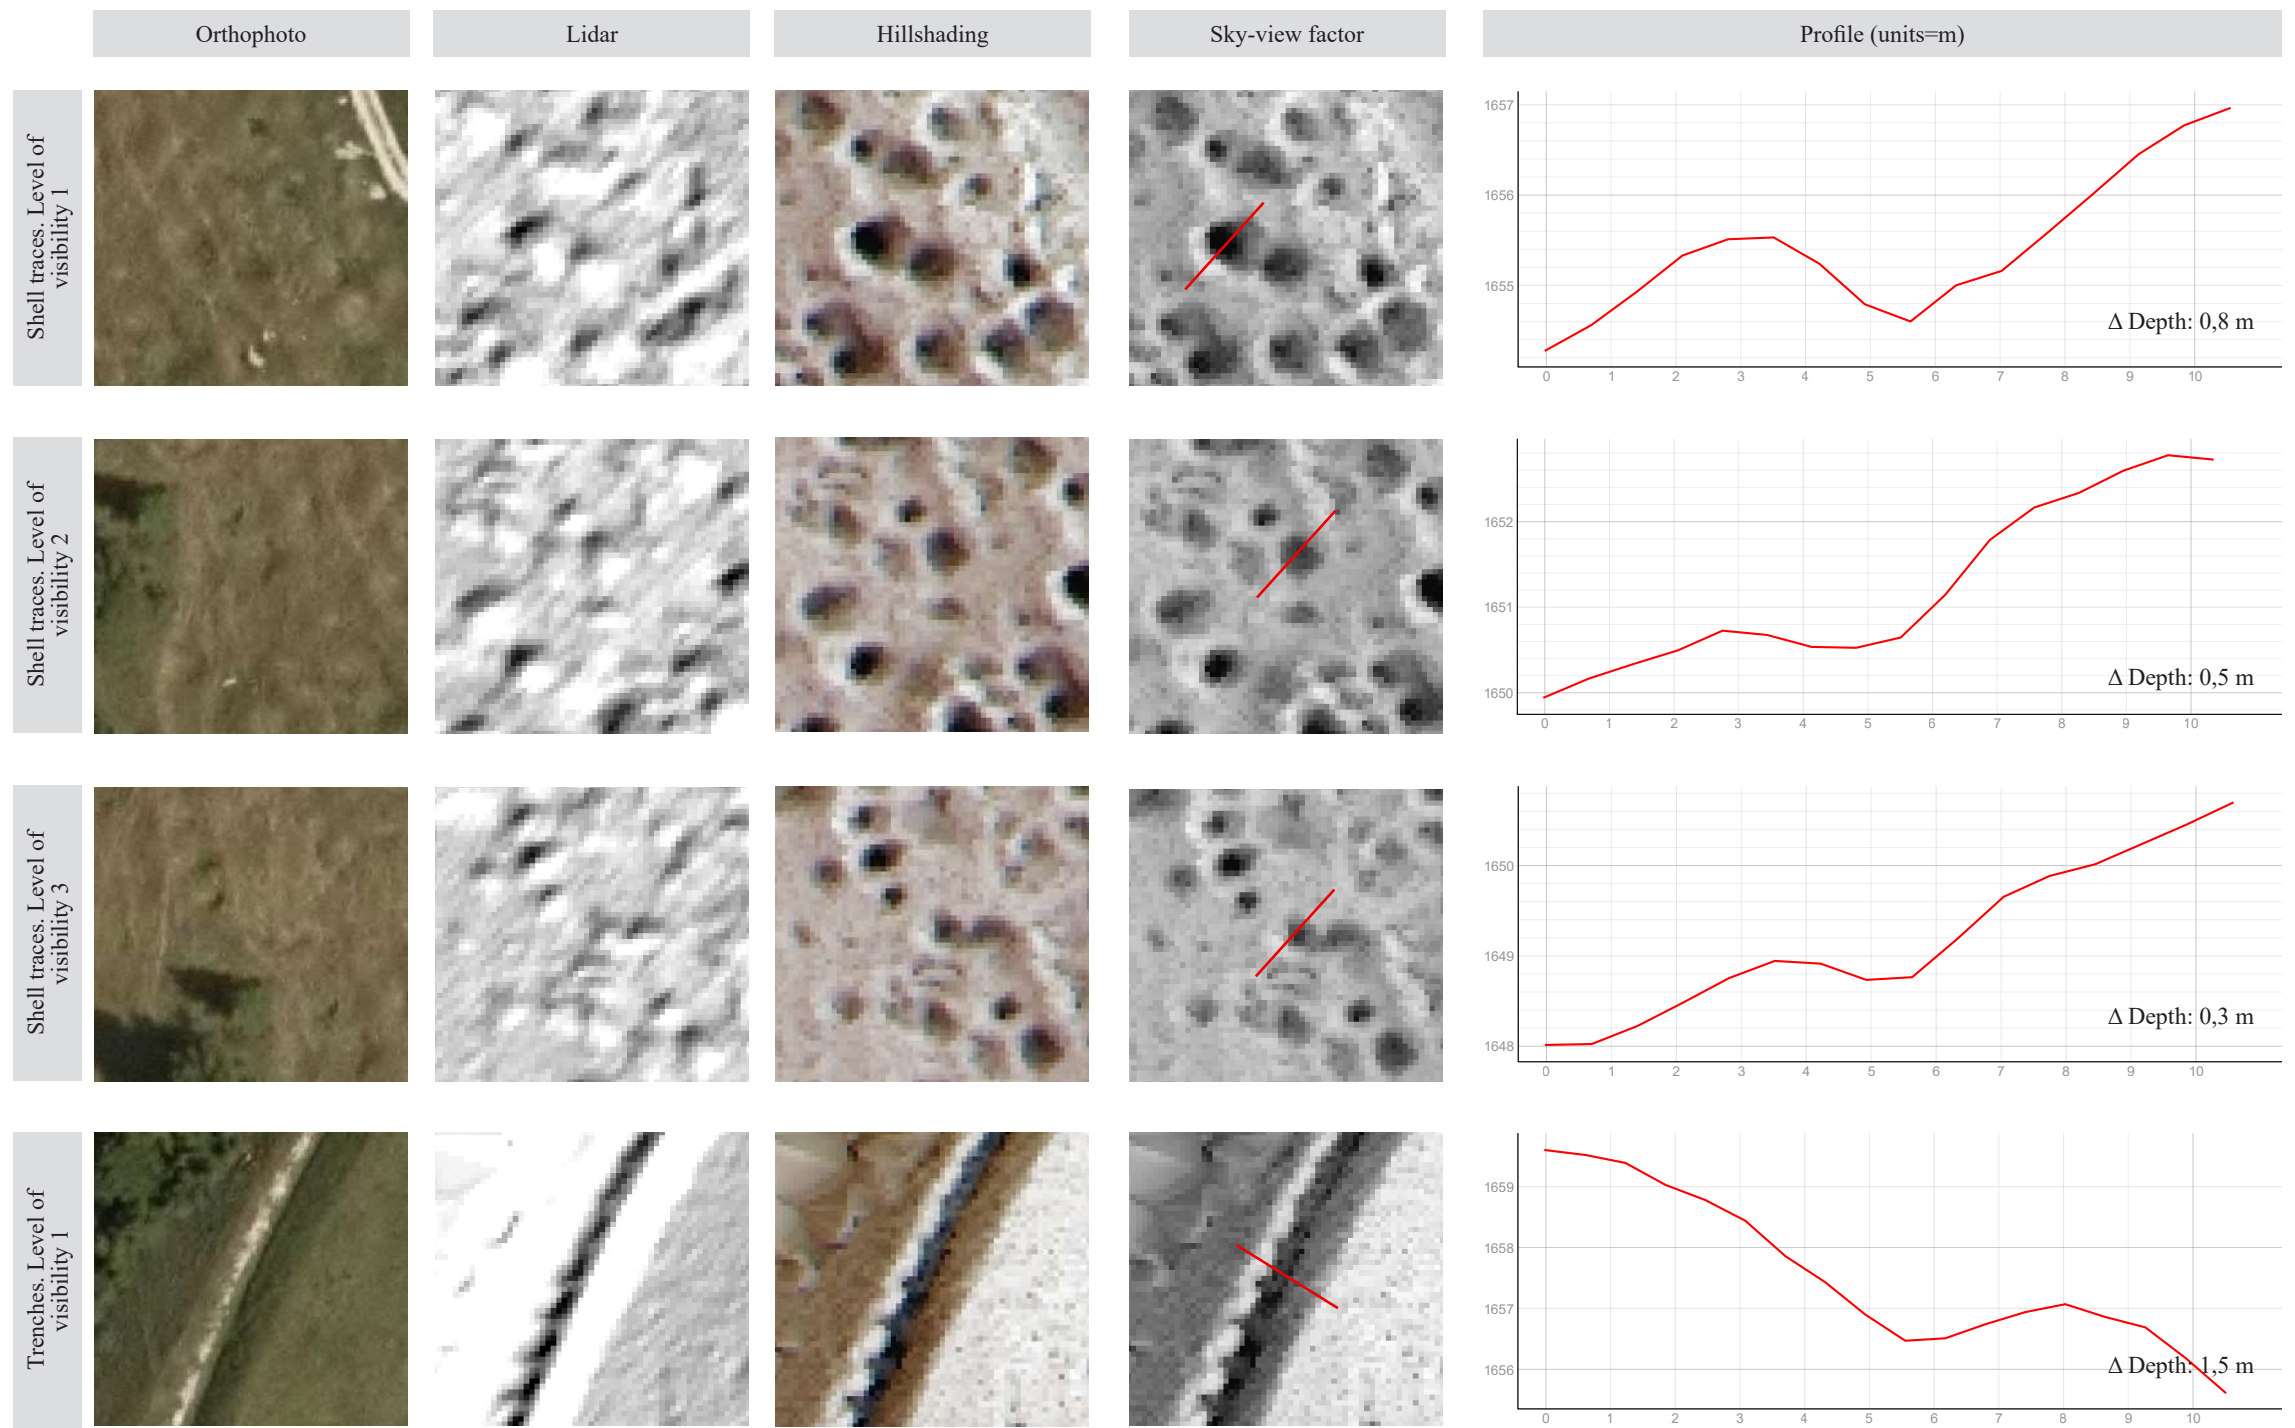 Orthophoto
Lidar
Hillshading
Sky-view factor
Profile (units=m)
Shell traces. Level of
visibility 1
1657
1656
1655
Δ Depth: 0,8 m
0 1 2 3 4 5 6 7 8 9 10
Shell traces. Level of
visibility 2
1652
1651
1650
Δ Depth: 0,5 m
0 1 2 3 4 5 6 7 8 9 10
Shell traces. Level of
visibility 3
1650
1649
1648
Δ Depth: 0,3 m
0 1 2 3 4 5 6 7 8 9 10
Trenches. Level of
visibility 1
1659
1658
1657
1656
Δ Depth: 1,5 m
0 1 2 3 4 5 6 7 8 9 10